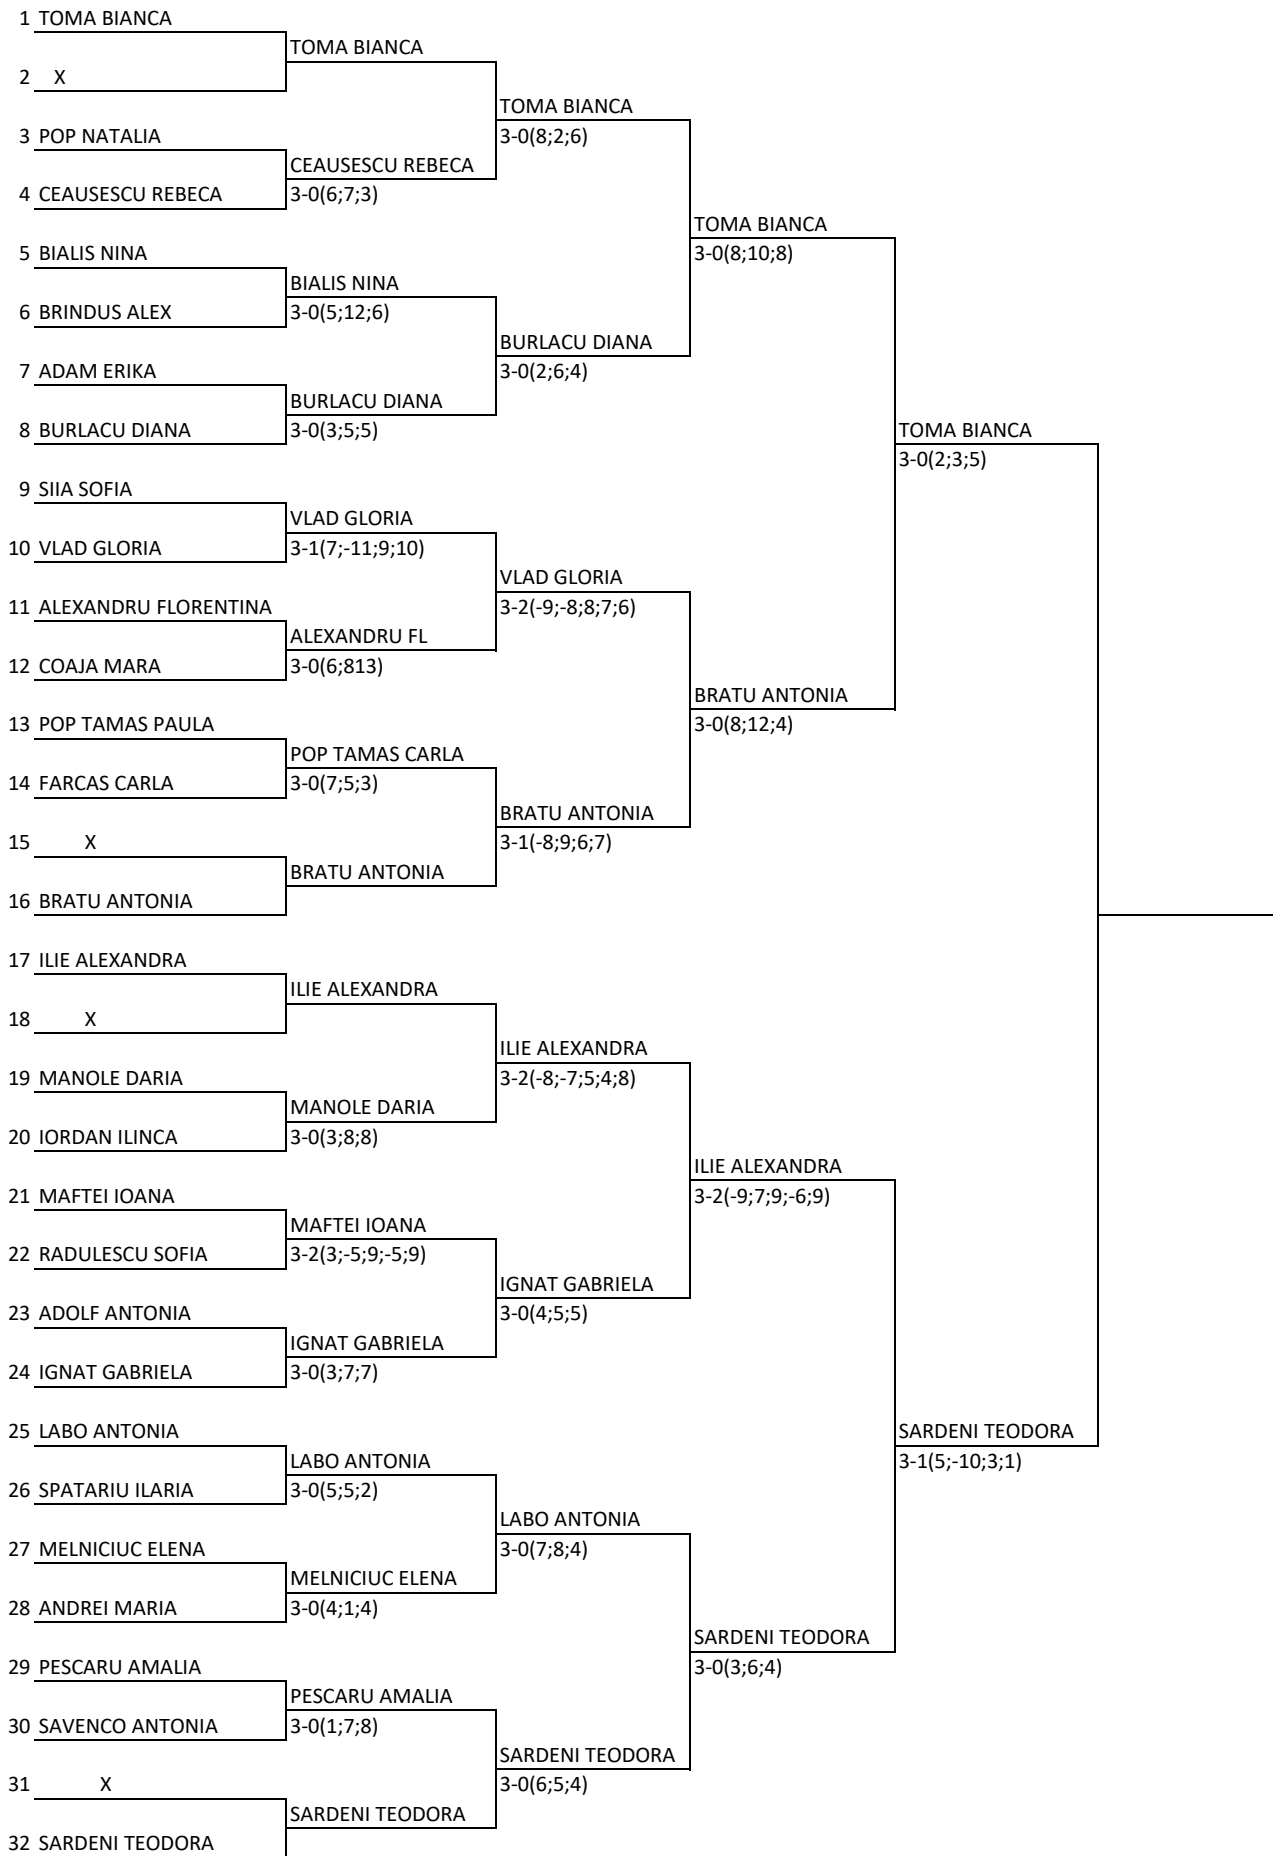 1 TOMA BIANCA
TOMA BIANCA
2 X
TOMA BIANCA
3 POP NATALIA
3-0(8;2;6)
CEAUSESCU REBECA
4 CEAUSESCU REBECA
3-0(6;7;3)
TOMA BIANCA
5 BIALIS NINA
3-0(8;10;8)
BIALIS NINA
6 BRINDUS ALEX
3-0(5;12;6)
BURLACU DIANA
7 ADAM ERIKA
3-0(2;6;4)
BURLACU DIANA
8 BURLACU DIANA
3-0(3;5;5)
TOMA BIANCA
3-0(2;3;5)
9 SIIA SOFIA
VLAD GLORIA
10 VLAD GLORIA
3-1(7;-11;9;10)
VLAD GLORIA
11 ALEXANDRU FLORENTINA
3-2(-9;-8;8;7;6)
ALEXANDRU FL
12 COAJA MARA
3-0(6;813)
BRATU ANTONIA
13 POP TAMAS PAULA
3-0(8;12;4)
POP TAMAS CARLA
14 FARCAS CARLA
3-0(7;5;3)
BRATU ANTONIA
15 X
3-1(-8;9;6;7)
BRATU ANTONIA
16 BRATU ANTONIA
17 ILIE ALEXANDRA
ILIE ALEXANDRA
18 X
ILIE ALEXANDRA
19 MANOLE DARIA
3-2(-8;-7;5;4;8)
MANOLE DARIA
20 IORDAN ILINCA
3-0(3;8;8)
ILIE ALEXANDRA
21 MAFTEI IOANA
3-2(-9;7;9;-6;9)
MAFTEI IOANA
22 RADULESCU SOFIA
3-2(3;-5;9;-5;9)
IGNAT GABRIELA
23 ADOLF ANTONIA
3-0(4;5;5)
IGNAT GABRIELA
24 IGNAT GABRIELA
3-0(3;7;7)
25 LABO ANTONIA
SARDENI TEODORA
LABO ANTONIA
3-1(5;-10;3;1)
26 SPATARIU ILARIA
3-0(5;5;2)
LABO ANTONIA
27 MELNICIUC ELENA
3-0(7;8;4)
MELNICIUC ELENA
28 ANDREI MARIA
3-0(4;1;4)
SARDENI TEODORA
29 PESCARU AMALIA
3-0(3;6;4)
PESCARU AMALIA
30 SAVENCO ANTONIA
3-0(1;7;8)
SARDENI TEODORA
31 X
3-0(6;5;4)
SARDENI TEODORA
32 SARDENI TEODORA